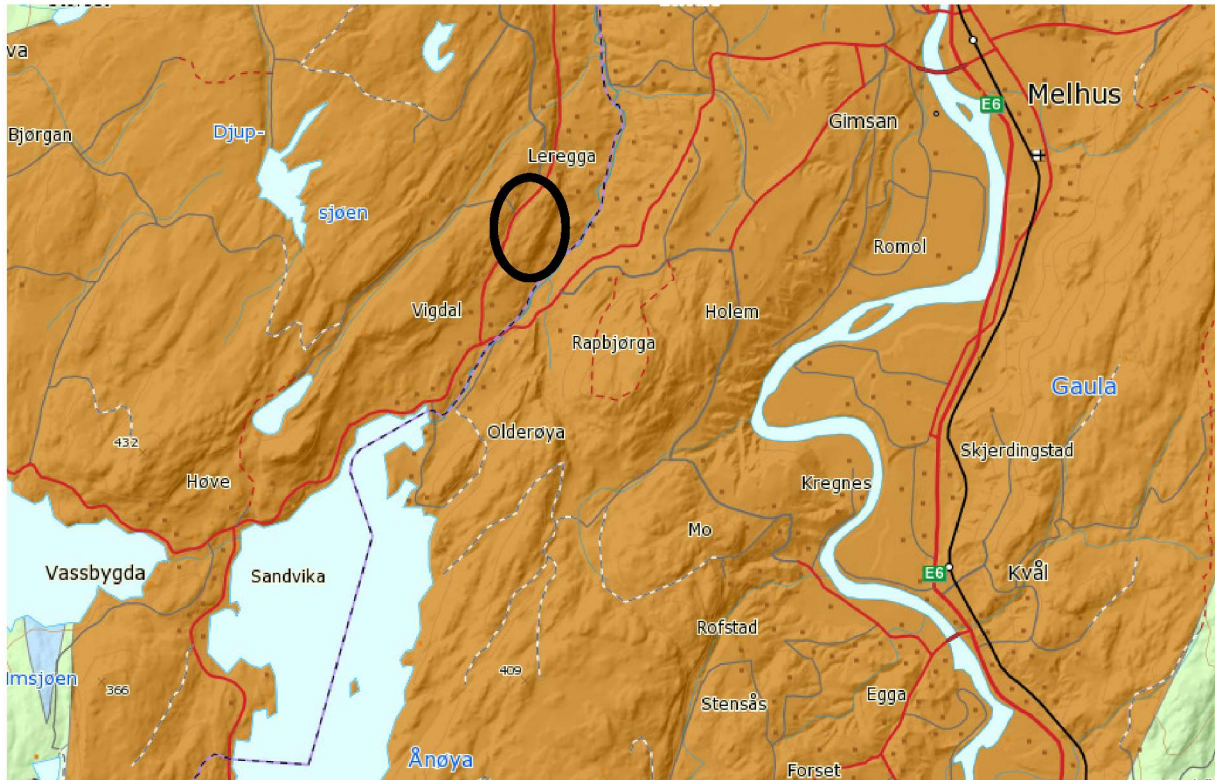 va
Melhus
E6
Gimsan
Bjørgan
Djup-
Leregga
sjøen
Romol
Vigdal
Holem
Rapbjørga
Gaula
432
Olderøya
Skjerdingstad
Høve
Kregnes
Mo
Vassbygda
Sandvika
E6
Kvål
Rofstad
409
lmsjøen
366
Stensås
Egga
Ånøya
Forset